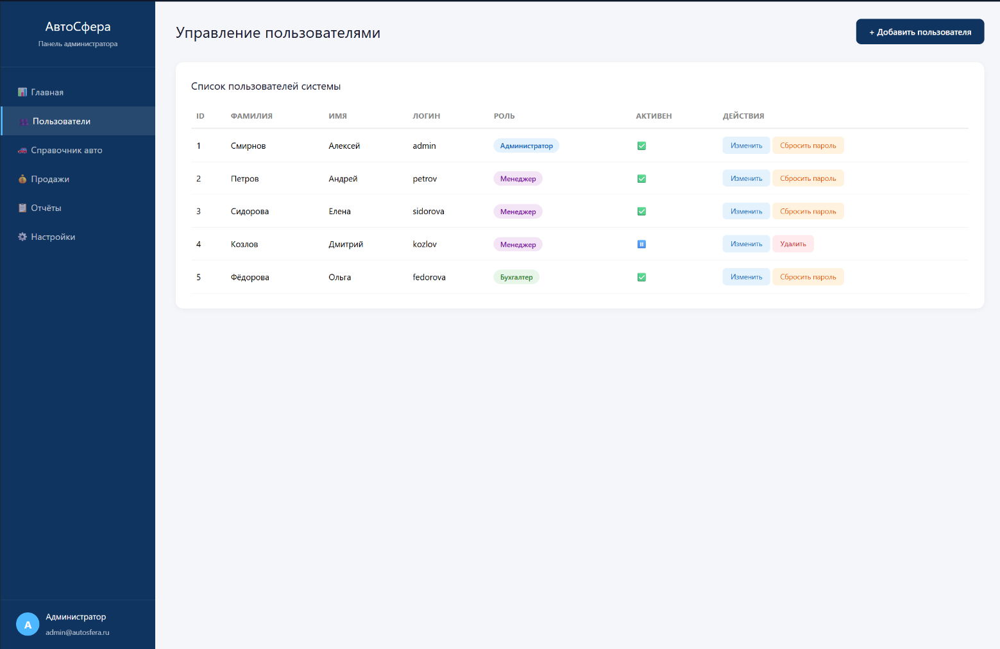 АвтоСфера
Панель администратора
Главная
Пользователи
Справочник авто
Продажи
Отчёты
Настройки
А
Администратор
admin@autosfera.ru
Управление пользователями
+ Добавить пользователя
Список пользователей системы
ID ФАМИЛИЯ ИМЯ ЛОГИН РОЛЬ АКТИВЕН ДЕЙСТВИЯ
1 Смирнов Алексей admin Администратор Изменить Сбросить пароль
2 Петров Андрей petrov Менеджер Изменить Сбросить пароль
3 Сидорова Елена sidorova Менеджер Изменить Сбросить пароль
4 Козлов Дмитрий kozlov Менеджер Изменить Удалить
5 Фёдорова Ольга fedorova Бухгалтер Изменить Сбросить пароль